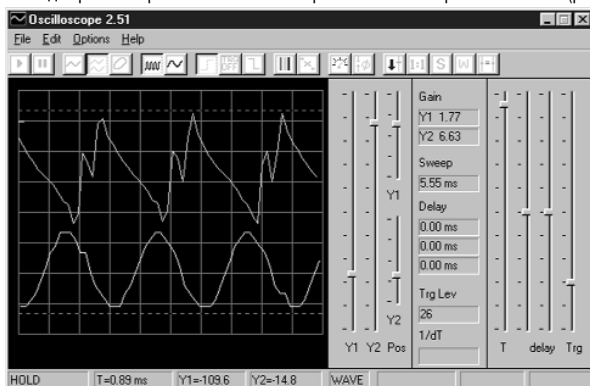 Oscilloscope 2.51
File Edit Options Help
Gain
Y1 1.77
Y2 6.63
Sweep
5.55 ms
Delay
0.00 ms
0.00 ms
0.00 ms
Trg Lev
26
1/dT
Y1
Y2
Y1 Y2 Pos
T delay Trg
1:1 S W
HOLD T=0.89 ms Y1=-109.6 Y2=-14.8 WAVE